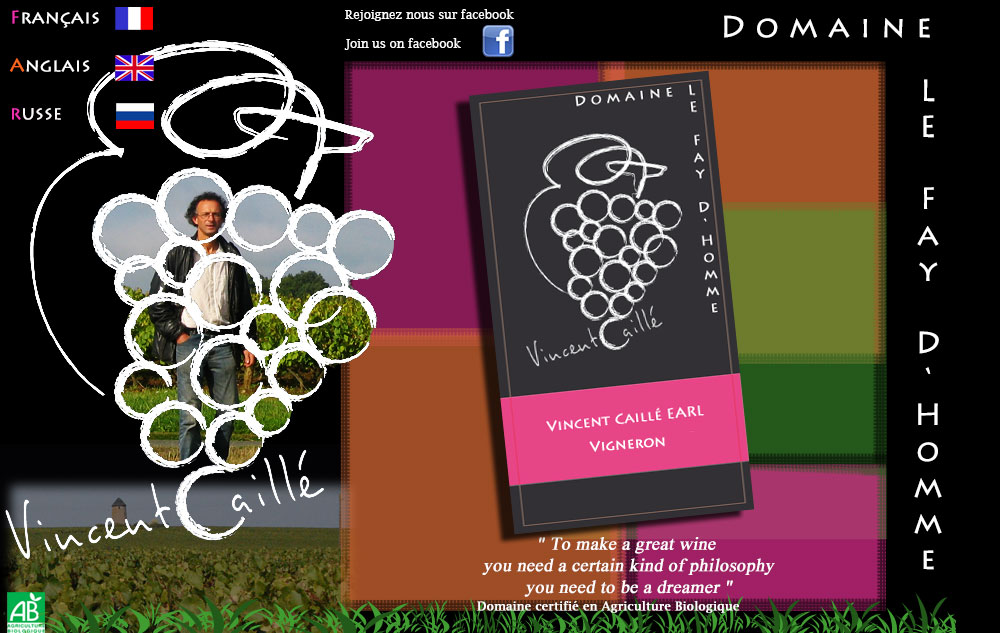 Français
Anglais
Russe
Rejoignez nous sur facebook
Join us on facebook
f
Domaine
Le Fay d'Homme
Domaine Le Fay d'Homme
Vincent Caillé
Vincent Caillé EARL
Vigneron
Vincent Caillé
" To make a great wine
you need a certain kind of philosophy
you need to be a dreamer "
Domaine certifié en Agriculture Biologique
AB
AGRICULTURE
BIOLOGIQUE